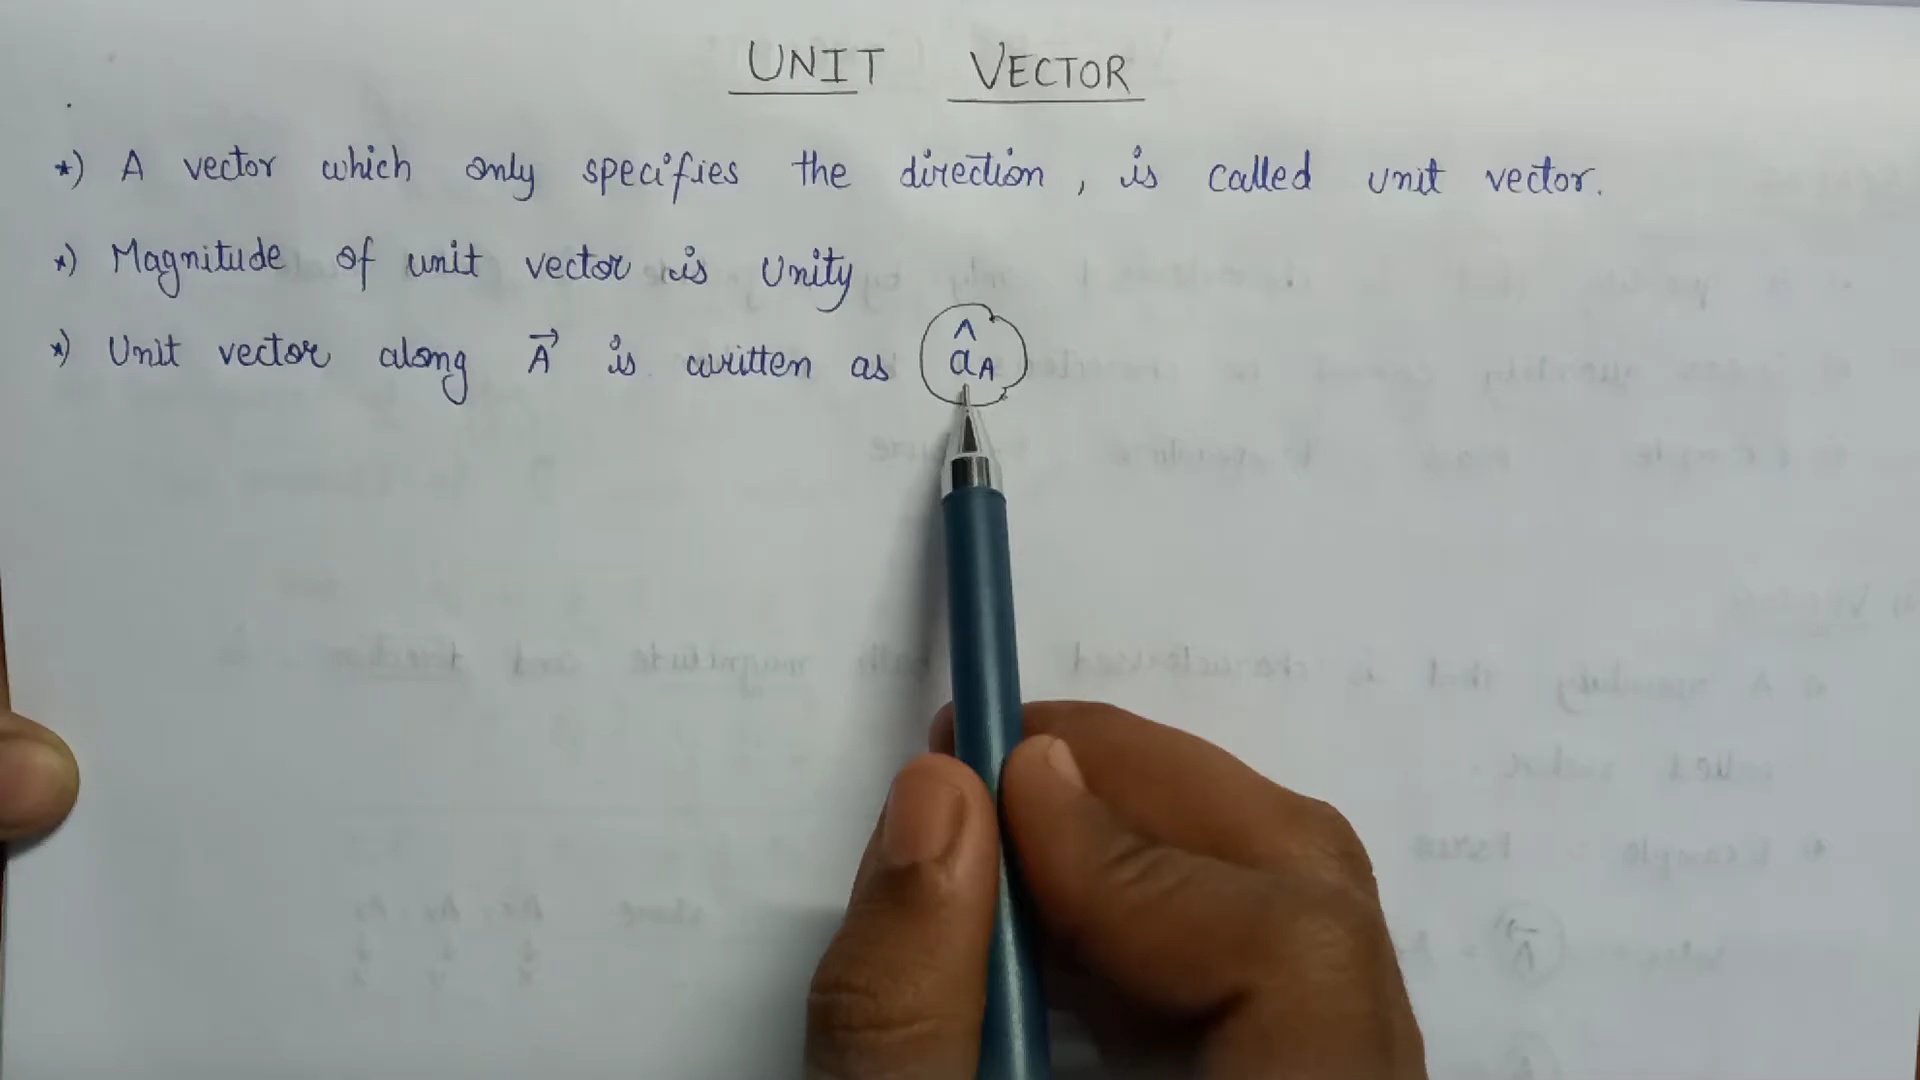 UNIT VECTOR
*) A vector which only specifies the direction, is called unit vector.
*) Magnitude of unit vector is Unity
*) Unit vector along A⃗ is written as â_A